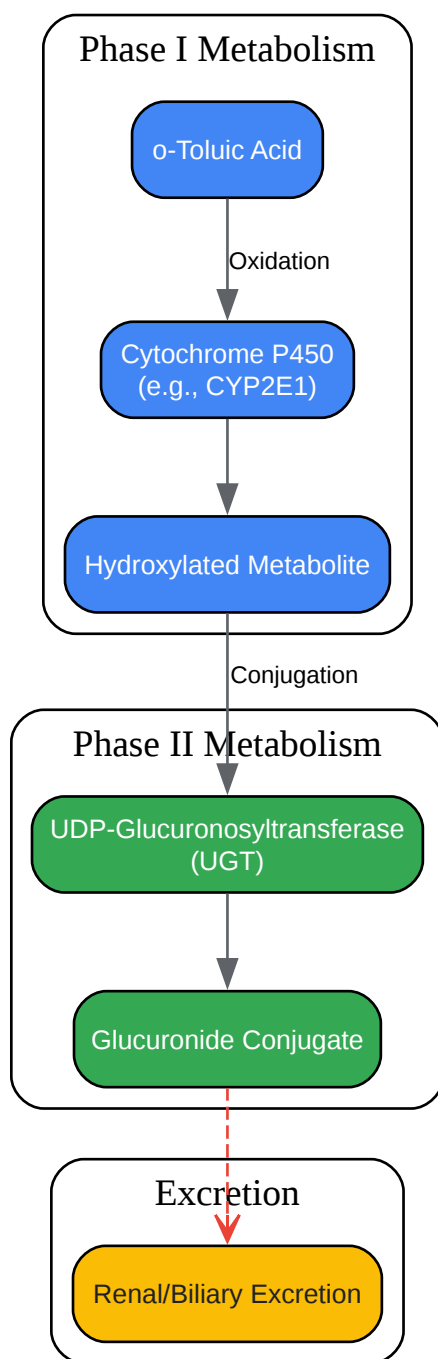 Phase I Metabolism
o-Toluic Acid
Oxidation
Cytochrome P450
(e.g., CYP2E1)
Hydroxylated Metabolite
Conjugation
Phase II Metabolism
UDP-Glucuronosyltransferase
(UGT)
Glucuronide Conjugate
Excretion
Renal/Biliary Excretion